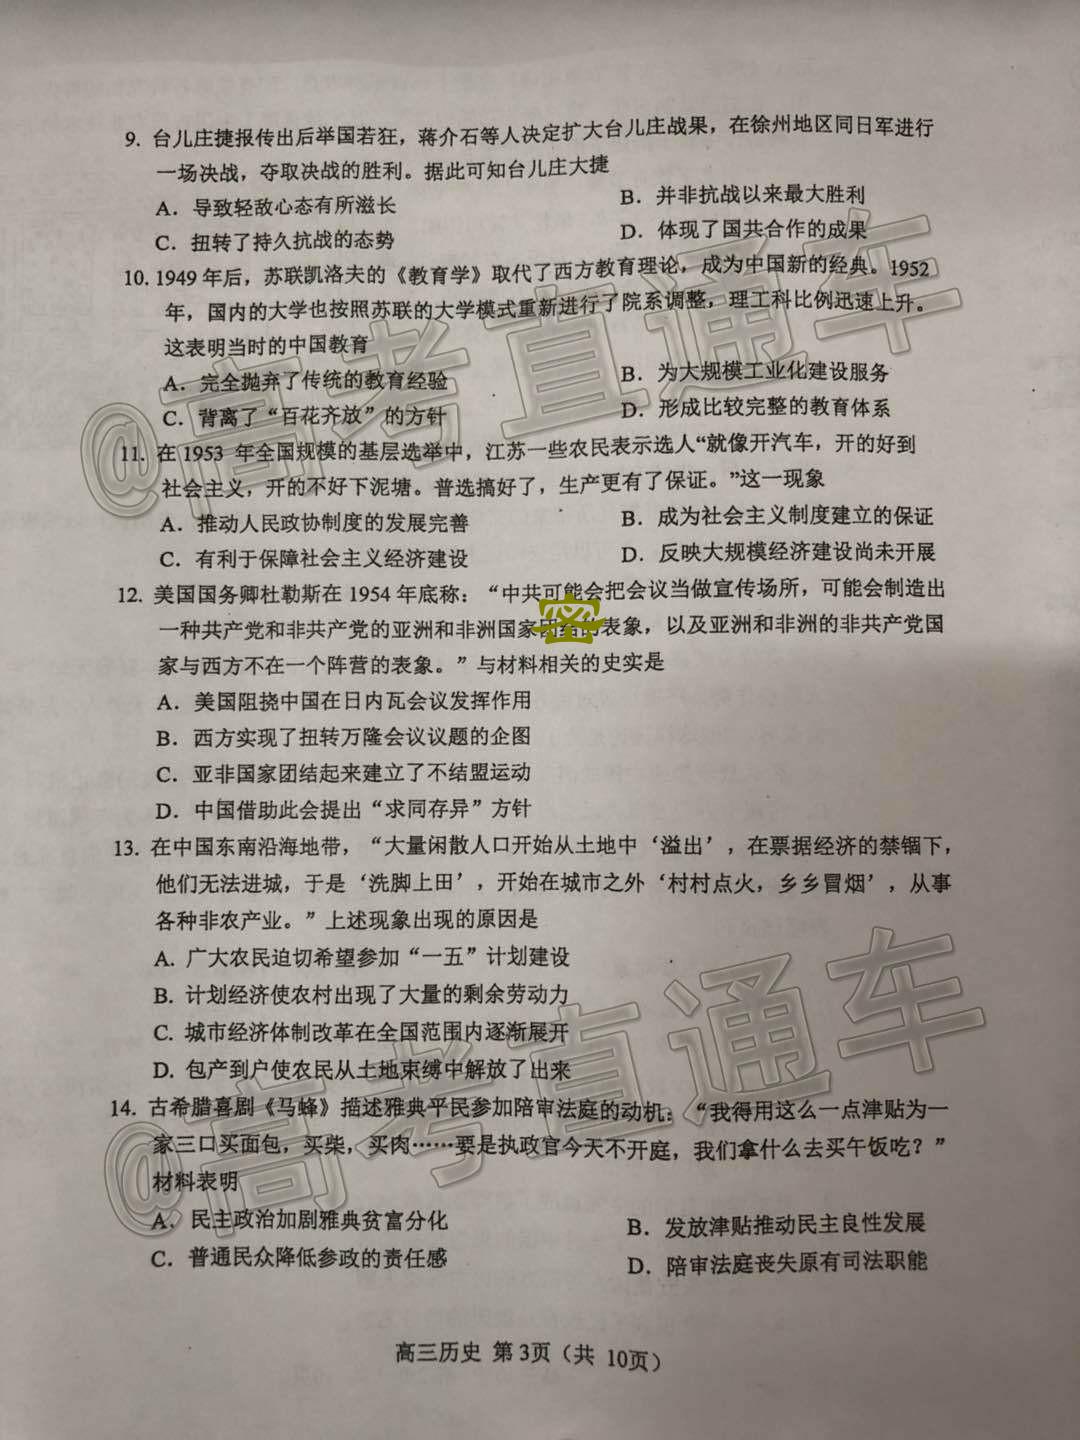 9. 台儿庄捷报传出后举国若狂，蒋介石等人决定扩大台儿庄战果，在徐州地区同日军进行
一场决战，夺取决战的胜利。据此可知台儿庄大捷
A．导致轻敌心态有所滋长
B．并非抗战以来最大胜利
C．扭转了持久抗战的态势
D．体现了国共合作的成果
10. 1949 年后，苏联凯洛夫的《教育学》取代了西方教育理论，成为中国新的经典。1952
年，国内的大学也按照苏联的大学模式重新进行了院系调整，理工科比例迅速上升。
这表明当时的中国教育
A．完全抛弃了传统的教育经验
B．为大规模工业化建设服务
C．背离了“百花齐放”的方针
D．形成比较完整的教育体系
11. 在 1953 年全国规模的基层选举中，江苏一些农民表示选人“就像开汽车，开的好到
社会主义，开的不好下泥塘。普选搞好了，生产更有了保证。”这一现象
A．推动人民政协制度的发展完善
B．成为社会主义制度建立的保证
C．有利于保障社会主义经济建设
D．反映大规模经济建设尚未开展
12. 美国国务卿杜勒斯在 1954 年底称：“中共可能会把会议当做宣传场所，可能会制造出
一种共产党和非共产党的亚洲和非洲国家团结的表象，以及亚洲和非洲的非共产党国
家与西方不在一个阵营的表象。”与材料相关的史实是
A．美国阻挠中国在日内瓦会议发挥作用
B．西方实现了扭转万隆会议议题的企图
C．亚非国家团结起来建立了不结盟运动
D．中国借助此会提出“求同存异”方针
13. 在中国东南沿海地带，“大量闲散人口开始从土地中‘溢出’，在票据经济的禁锢下，
他们无法进城，于是‘洗脚上田’，开始在城市之外‘村村点火，乡乡冒烟’，从事
各种非农产业。”上述现象出现的原因是
A. 广大农民迫切希望参加“一五”计划建设
B. 计划经济使农村出现了大量的剩余劳动力
C. 城市经济体制改革在全国范围内逐渐展开
D. 包产到户使农民从土地束缚中解放了出来
14. 古希腊喜剧《马蜂》描述雅典平民参加陪审法庭的动机：“我得用这么一点津贴为一
家三口买面包，买柴，买肉……要是执政官今天不开庭，我们拿什么去买午饭吃？”
材料表明
A．民主政治加剧雅典贫富分化
B．发放津贴推动民主良性发展
C．普通民众降低参政的责任感
D．陪审法庭丧失原有司法职能
高三历史 第 3页（共 10页）
@高考直通车
@高考直通车
密